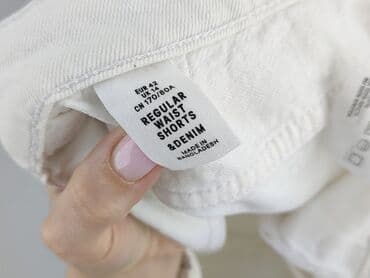 EUR 42
UK 14
CN 170/80A
REGULAR
WAIST
SHORTS
&DENIM
MADE IN
BANGLADESH